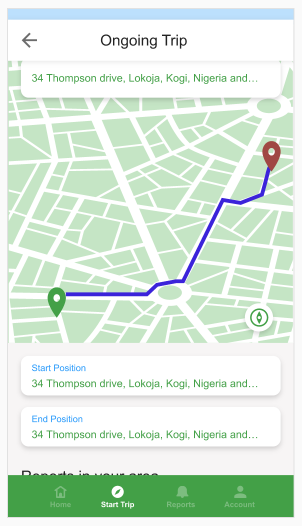 Ongoing Trip
34 Thompson drive, Lokoja, Kogi, Nigeria and…
Start Position
34 Thompson drive, Lokoja, Kogi, Nigeria and…
End Position
34 Thompson drive, Lokoja, Kogi, Nigeria and…
Reports in your area
Home Start Trip Reports Account